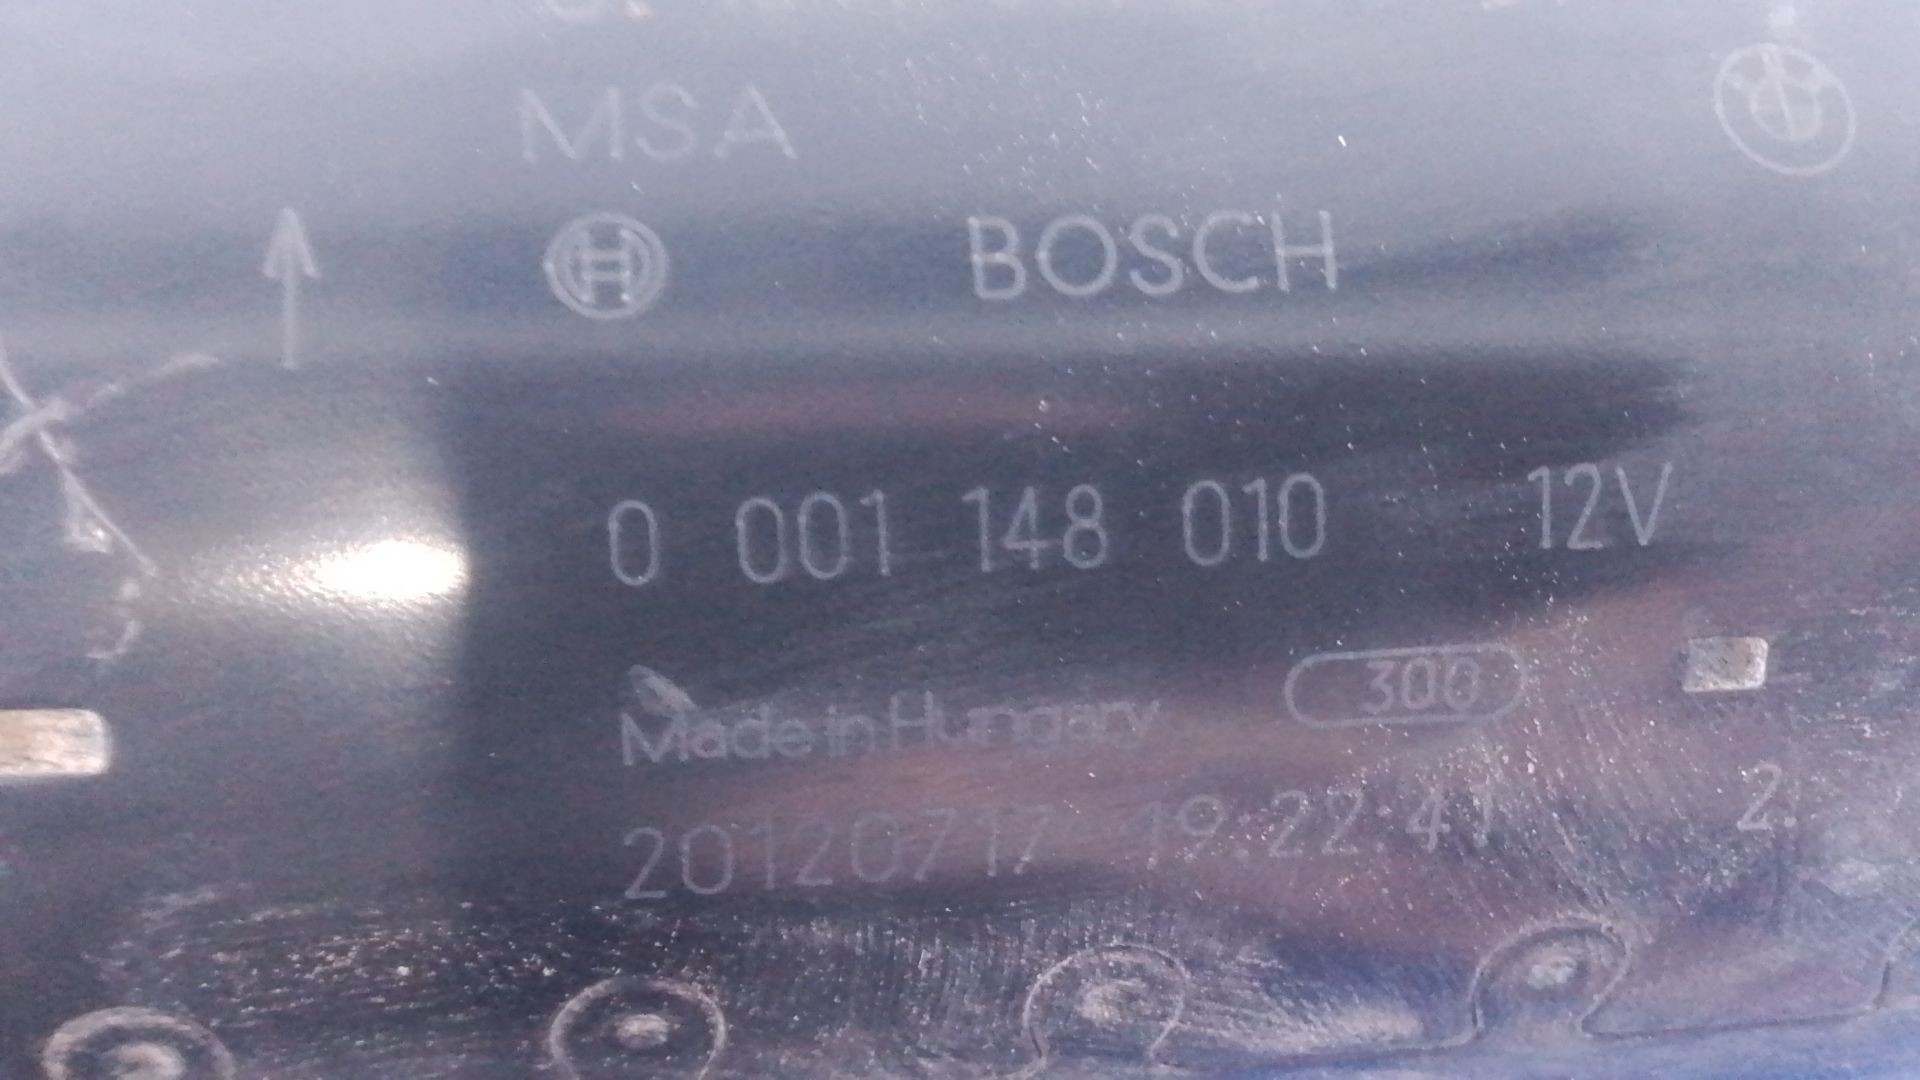 MSA
BOSCH
0 001 148 010 12V
Made in Hungary 300
20120717 19:22:41 2.